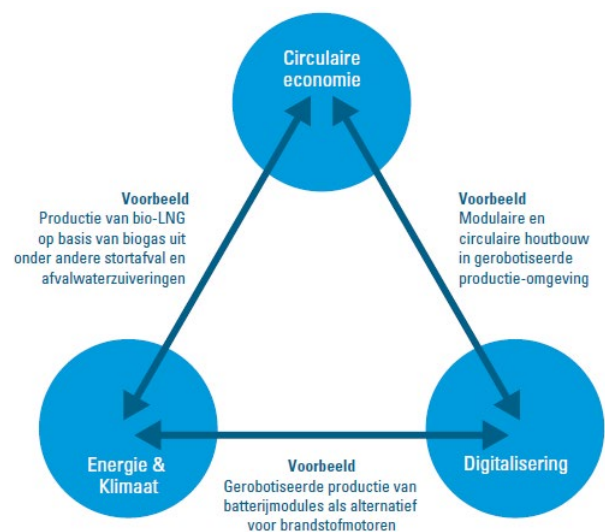 Circulaire
economie
Voorbeeld
Productie van bio-LNG
op basis van biogas uit
onder andere stortafval en
afvalwaterzuiveringen
Voorbeeld
Modulaire en
circulaire houtbouw
in gerobotiseerde
productie-omgeving
Energie &
Klimaat
Voorbeeld
Gerobotiseerde productie van
batterijmodules als alternatief
voor brandstofmotoren
Digitalisering